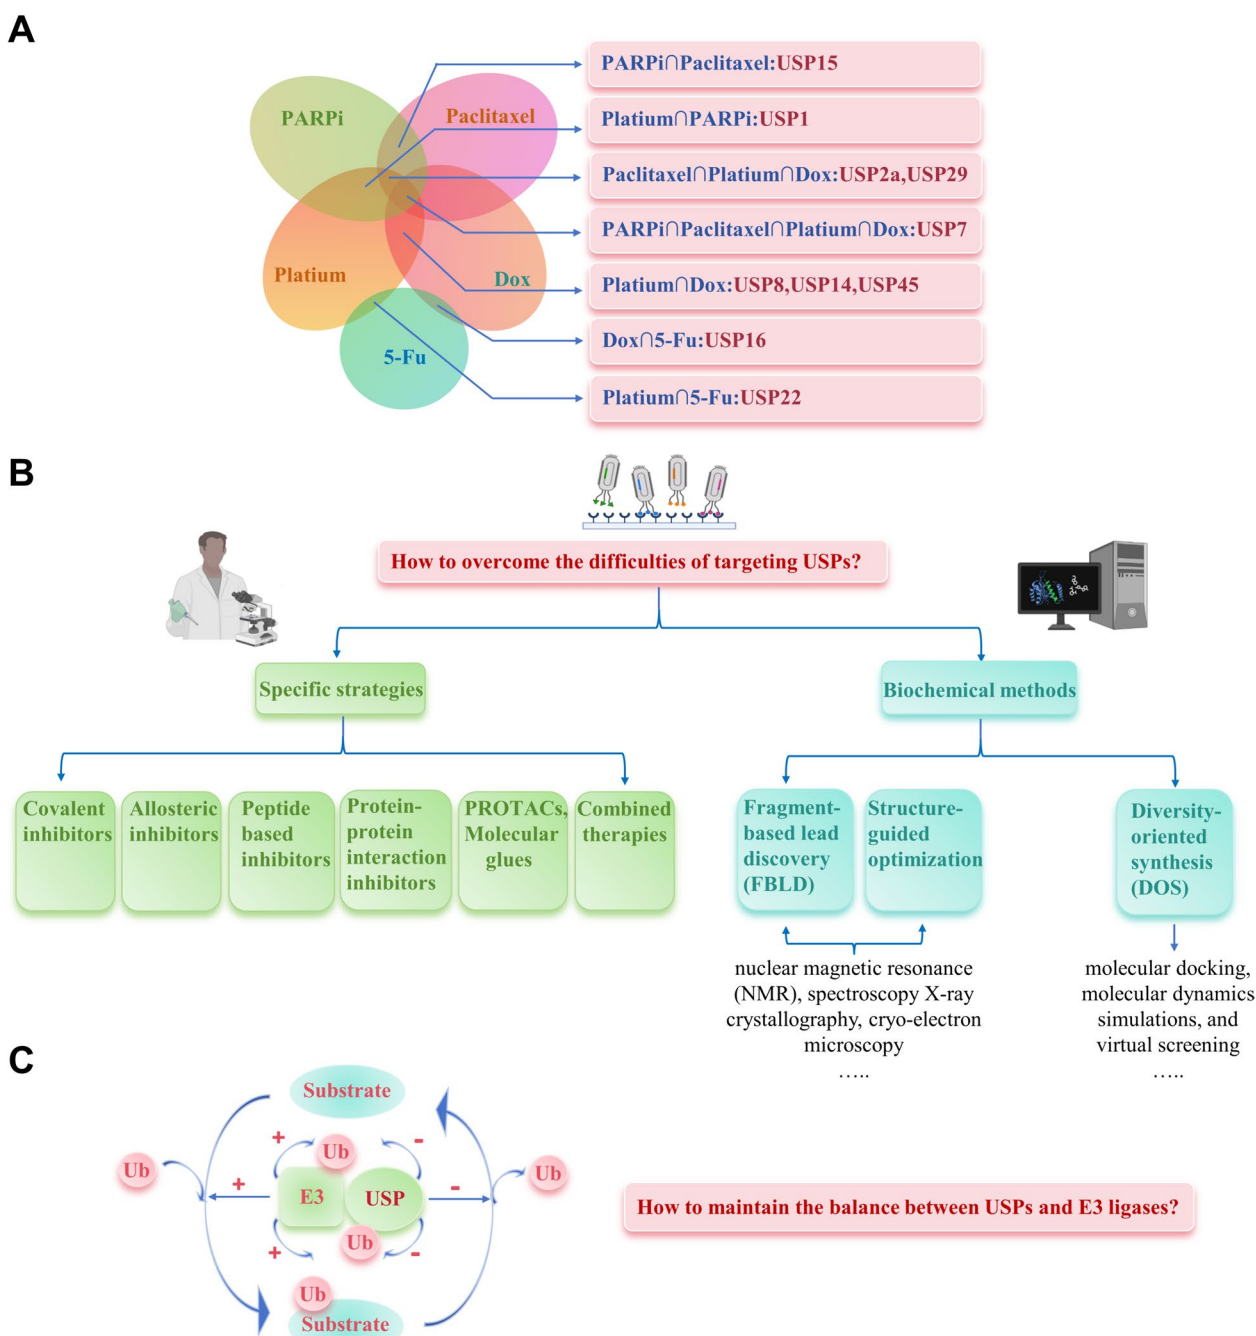 A
PARPi
Paclitaxel
Platium
Dox
5-Fu
PARPi∩Paclitaxel:USP15
Platium∩PARPi:USP1
Paclitaxel∩Platium∩Dox:USP2a,USP29
PARPi∩Paclitaxel∩Platium∩Dox:USP7
Platium∩Dox:USP8,USP14,USP45
Dox∩5-Fu:USP16
Platium∩5-Fu:USP22
B
How to overcome the difficulties of targeting USPs?
Specific strategies
Biochemical methods
Covalent
inhibitors
Allosteric
inhibitors
Peptide
based
inhibitors
Protein-
protein
interaction
inhibitors
PROTACs,
Molecular
glues
Combined
therapies
Fragment-
based lead
discovery
(FBLD)
Structure-
guided
optimization
Diversity-
oriented
synthesis
(DOS)
nuclear magnetic resonance
(NMR), spectroscopy X-ray
crystallography, cryo-electron
microscopy
.....
molecular docking,
molecular dynamics
simulations, and
virtual screening
.....
C
Substrate
+
Ub
-
Ub
+
E3
USP
-
Ub
+
Ub
-
Ub
Substrate
How to maintain the balance between USPs and E3 ligases?